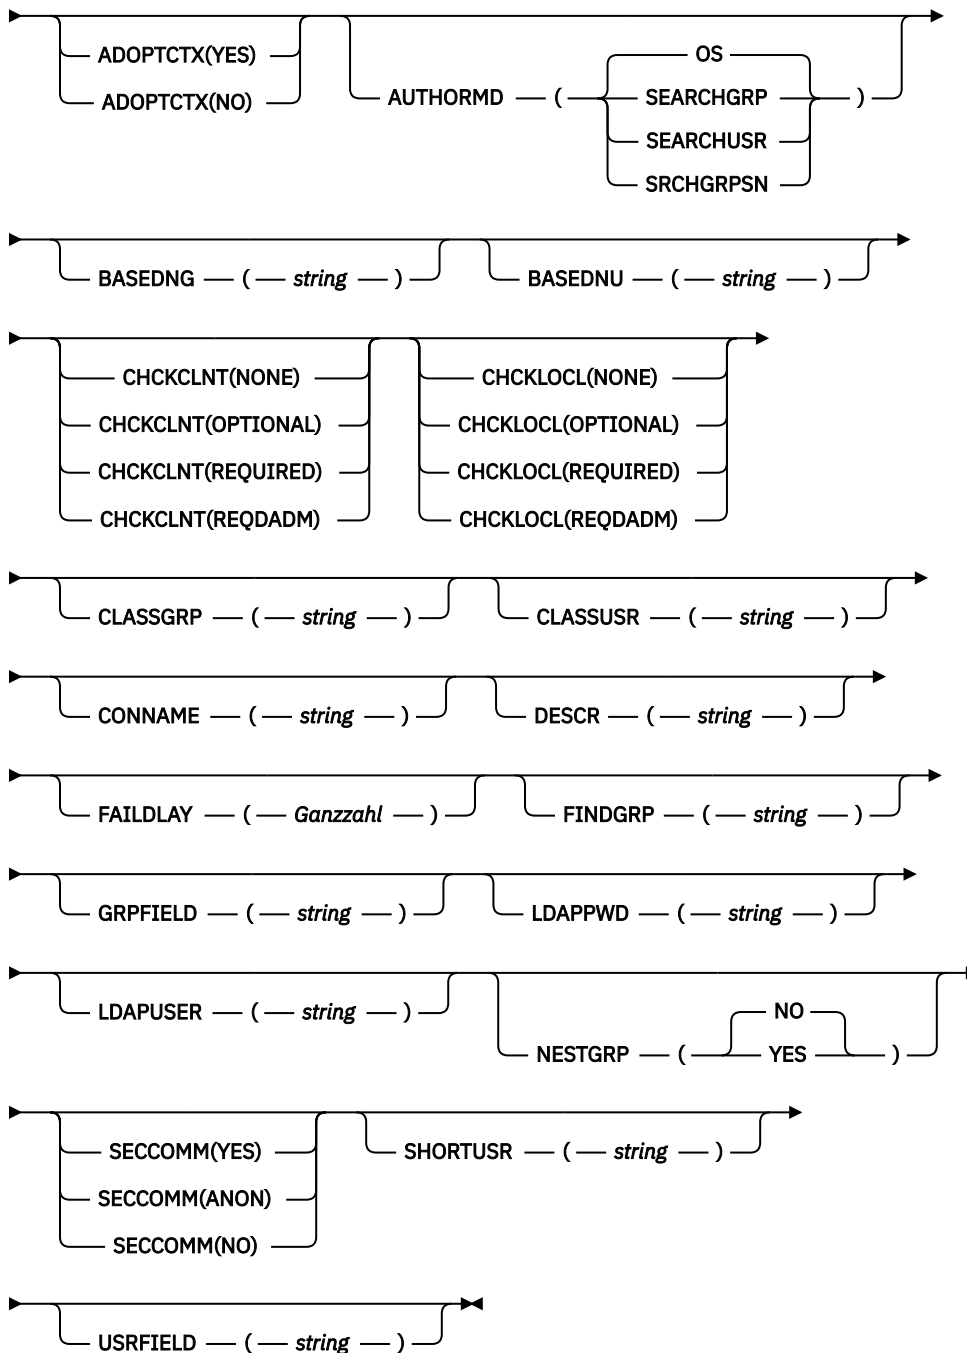 ADOPTCTX(YES)
ADOPTCTX(NO)
AUTHORMD ( OS )
SEARCHGRP
SEARCHUSR
SRCHGRPSN
BASEDNG ( string ) BASEDNU ( string )
CHCKCLNT(NONE) CHCKLOCL(NONE)
CHCKCLNT(OPTIONAL) CHCKLOCL(OPTIONAL)
CHCKCLNT(REQUIRED) CHCKLOCL(REQUIRED)
CHCKCLNT(REQDADM) CHCKLOCL(REQDADM)
CLASSGRP ( string ) CLASSUSR ( string )
CONNAME ( string ) DESCR ( string )
FAILDLAY ( Ganzzahl ) FINDGRP ( string )
GRPFIELD ( string ) LDAPPWD ( string )
LDAPUSER ( string )
NO
NESTGRP ( YES )
SECCOMM(YES) SHORTUSR ( string )
SECCOMM(ANON)
SECCOMM(NO)
USRFIELD ( string )